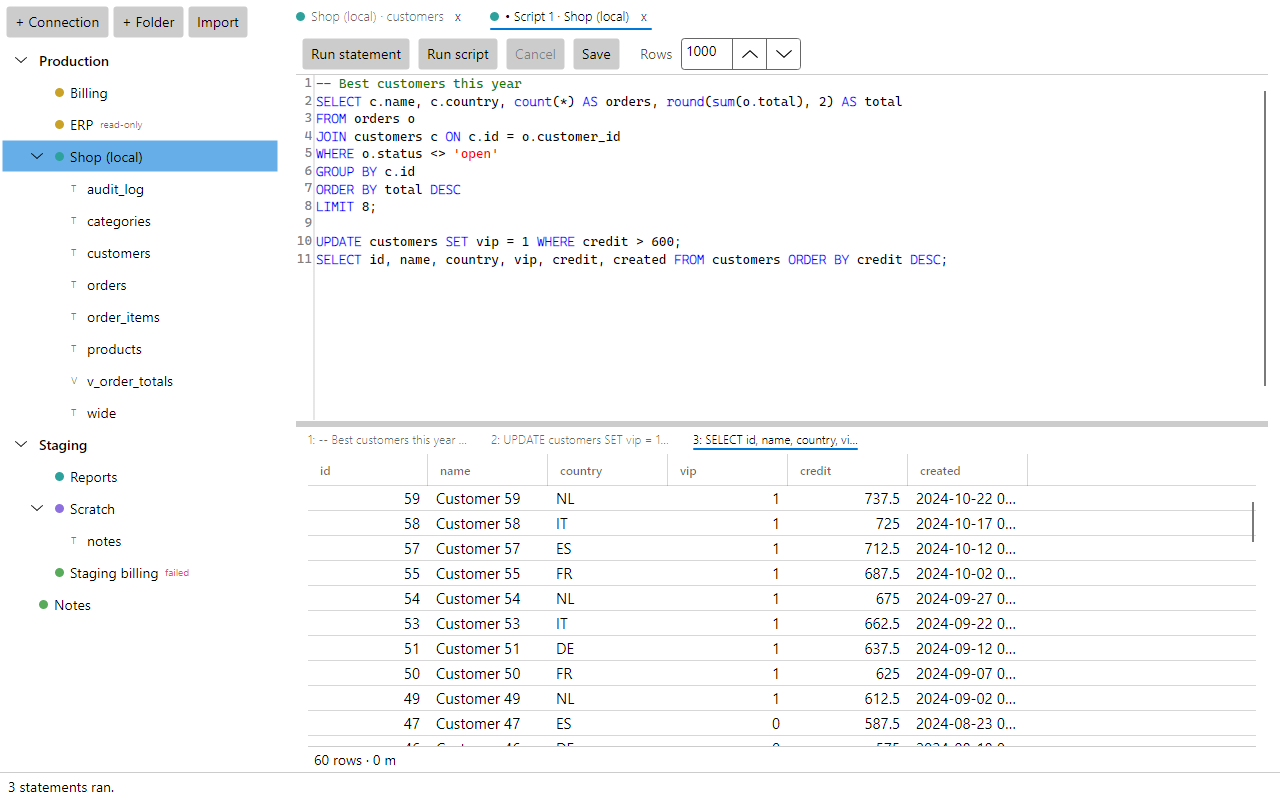 + Connection
+ Folder
Import
Production
Billing
ERP read-only
Shop (local)
T audit_log
T categories
T customers
T orders
T order_items
T products
V v_order_totals
T wide
Staging
Reports
Scratch
T notes
Staging billing failed
Notes
Shop (local) · customers x
• Script 1 · Shop (local) x
Run statement
Run script
Cancel
Save
Rows
1000
1 -- Best customers this year
2 SELECT c.name, c.country, count(*) AS orders, round(sum(o.total), 2) AS total
3 FROM orders o
4 JOIN customers c ON c.id = o.customer_id
5 WHERE o.status <> 'open'
6 GROUP BY c.id
7 ORDER BY total DESC
8 LIMIT 8;
9
10 UPDATE customers SET vip = 1 WHERE credit > 600;
11 SELECT id, name, country, vip, credit, created FROM customers ORDER BY credit DESC;
1: -- Best customers this year ...
2: UPDATE customers SET vip = 1...
3: SELECT id, name, country, vi...
id name country vip credit created
59 Customer 59 NL 1 737.5 2024-10-22 0...
58 Customer 58 IT 1 725 2024-10-17 0...
57 Customer 57 ES 1 712.5 2024-10-12 0...
55 Customer 55 FR 1 687.5 2024-10-02 0...
54 Customer 54 NL 1 675 2024-09-27 0...
53 Customer 53 IT 1 662.5 2024-09-22 0...
51 Customer 51 DE 1 637.5 2024-09-12 0...
50 Customer 50 FR 1 625 2024-09-07 0...
49 Customer 49 NL 1 612.5 2024-09-02 0...
47 Customer 47 ES 0 587.5 2024-08-23 0...
60 rows · 0 m
3 statements ran.